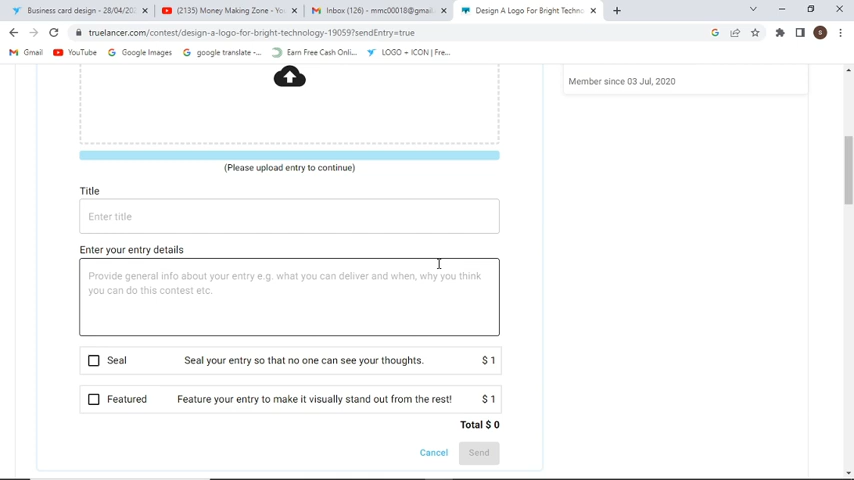 Business card design - 28/04/202
(2135) Money Making Zone - Yo
Inbox (126) - mmc00018@gmail.
Design A Logo For Bright Techno
truelancer.com/contest/design-a-logo-for-bright-technology-19059?sendEntry=true
S
Gmail
YouTube
Google Images
google translate -...
Earn Free Cash Onli...
LOGO + ICON | Fre...
Member since 03 Jul, 2020
(Please upload entry to continue)
Title
Enter title
Enter your entry details
Provide general info about your entry e.g. what you can deliver and when, why you think
you can do this contest etc.
Seal Seal your entry so that no one can see your thoughts. $ 1
Featured Feature your entry to make it visually stand out from the rest! $ 1
Total $ 0
Cancel Send